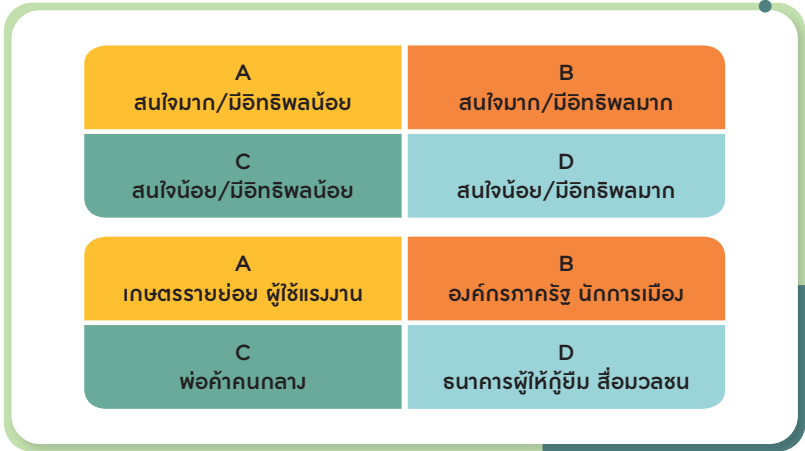 A
สนใจมาก/มีอิทธิพลน้อย
B
สนใจมาก/มีอิทธิพลมาก
C
สนใจน้อย/มีอิทธิพลน้อย
D
สนใจน้อย/มีอิทธิพลมาก
A
เกษตรรายย่อย ผู้ใช้แรงงาน
B
องค์กรภาครัฐ นักการเมือง
C
พ่อค้าคนกลาง
D
ธนาคารผู้ให้กู้ยืม สื่อมวลชน